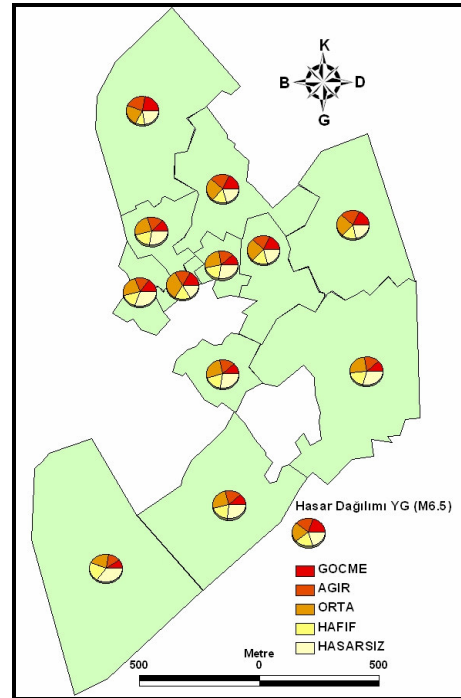 K
B D
G
Hasar Dağılımı YG (M6.5)
GOCME
AGIR
ORTA
HAFIF
HASARSIZ
Metre
500 0 500